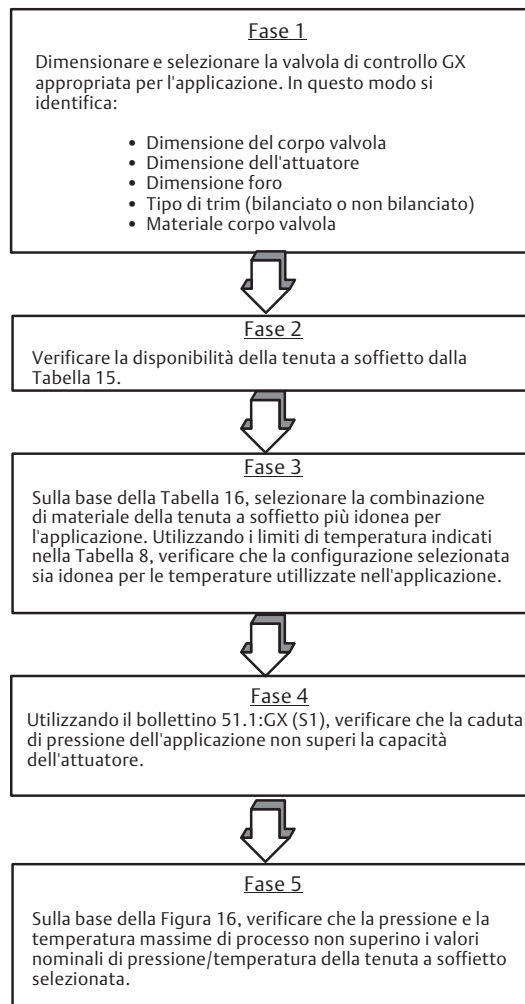 Fase 1
Dimensionare e selezionare la valvola di controllo GX
appropriata per l'applicazione. In questo modo si
identifica:
• Dimensione del corpo valvola
• Dimensione dell'attuatore
• Dimensione foro
• Tipo di trim (bilanciato o non bilanciato)
• Materiale corpo valvola
Fase 2
Verificare la disponibilità della tenuta a soffietto dalla
Tabella 15.
Fase 3
Sulla base della Tabella 16, selezionare la combinazione
di materiale della tenuta a soffietto più idonea per
l'applicazione. Utilizzando i limiti di temperatura indicati
nella Tabella 8, verificare che la configurazione selezionata
sia idonea per le temperature utillizzate nell'applicazione.
Fase 4
Utilizzando il bollettino 51.1:GX (S1), verificare che la caduta
di pressione dell'applicazione non superi la capacità
dell'attuatore.
Fase 5
Sulla base della Figura 16, verificare che la pressione e la
temperatura massime di processo non superino i valori
nominali di pressione/temperatura della tenuta a soffietto
selezionata.